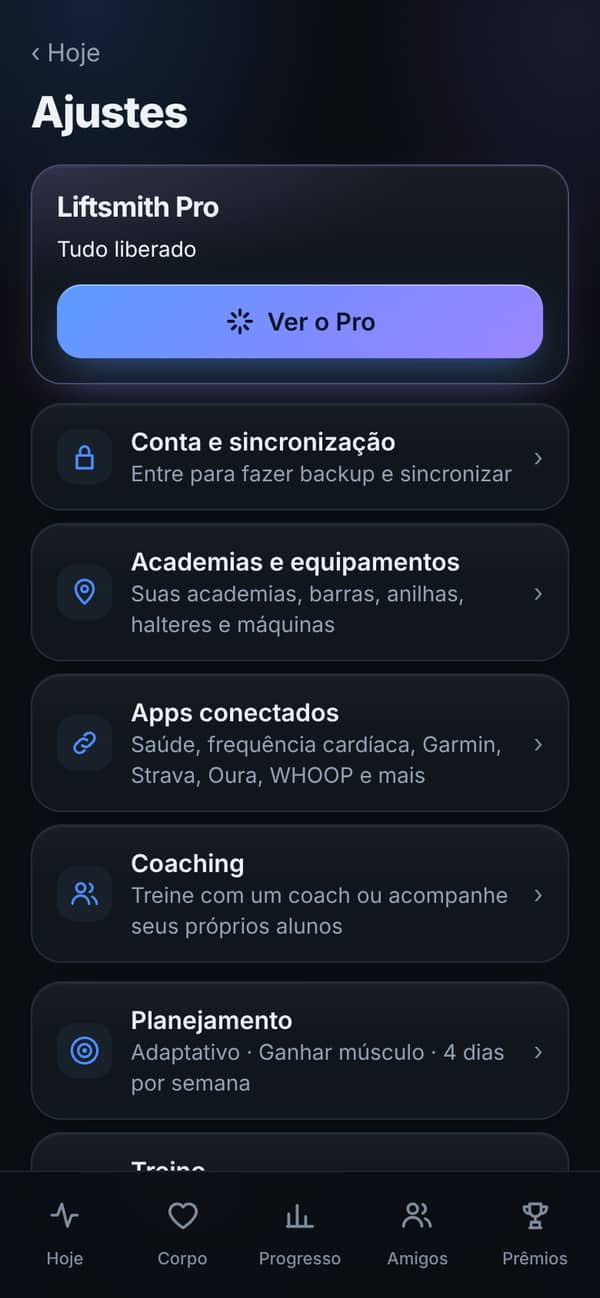 ‹ Hoje
Ajustes
Liftsmith Pro
Tudo liberado
Ver o Pro
Conta e sincronização
Entre para fazer backup e sincronizar
Academias e equipamentos
Suas academias, barras, anilhas,
halteres e máquinas
Apps conectados
Saúde, frequência cardíaca, Garmin,
Strava, Oura, WHOOP e mais
Coaching
Treine com um coach ou acompanhe
seus próprios alunos
Planejamento
Adaptativo · Ganhar músculo · 4 dias
por semana
Treino
Hoje
Corpo
Progresso
Amigos
Prêmios